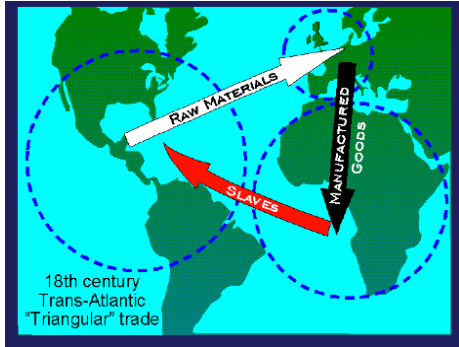 RAW MATERIALS
MANUFACTURED
GOODS
SLAVES
18th century
Trans-Atlantic
“Triangular” trade